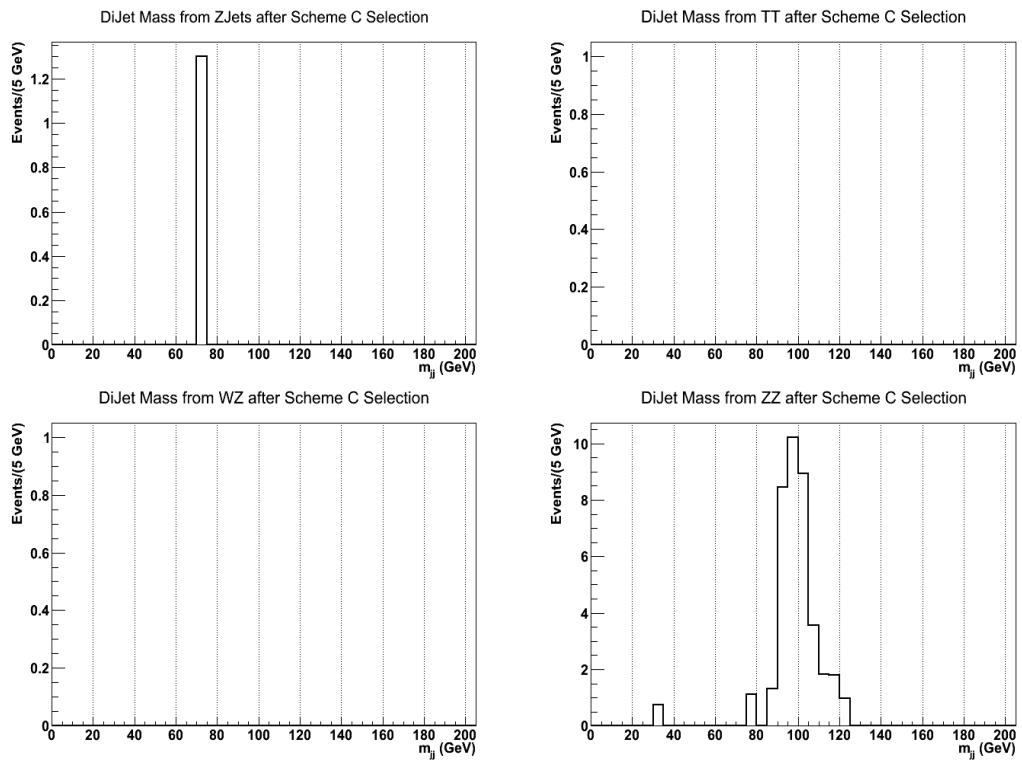 DiJet Mass from ZJets after Scheme C Selection
Events/(5 GeV)
1.2
1
0.8
0.6
0.4
0.2
0
0 20 40 60 80 100 120 140 160 180 200
m_jj (GeV)
DiJet Mass from TT after Scheme C Selection
Events/(5 GeV)
1
0.8
0.6
0.4
0.2
0
0 20 40 60 80 100 120 140 160 180 200
m_jj (GeV)
DiJet Mass from WZ after Scheme C Selection
Events/(5 GeV)
1
0.8
0.6
0.4
0.2
0
0 20 40 60 80 100 120 140 160 180 200
m_jj (GeV)
DiJet Mass from ZZ after Scheme C Selection
Events/(5 GeV)
10
8
6
4
2
0
0 20 40 60 80 100 120 140 160 180 200
m_jj (GeV)